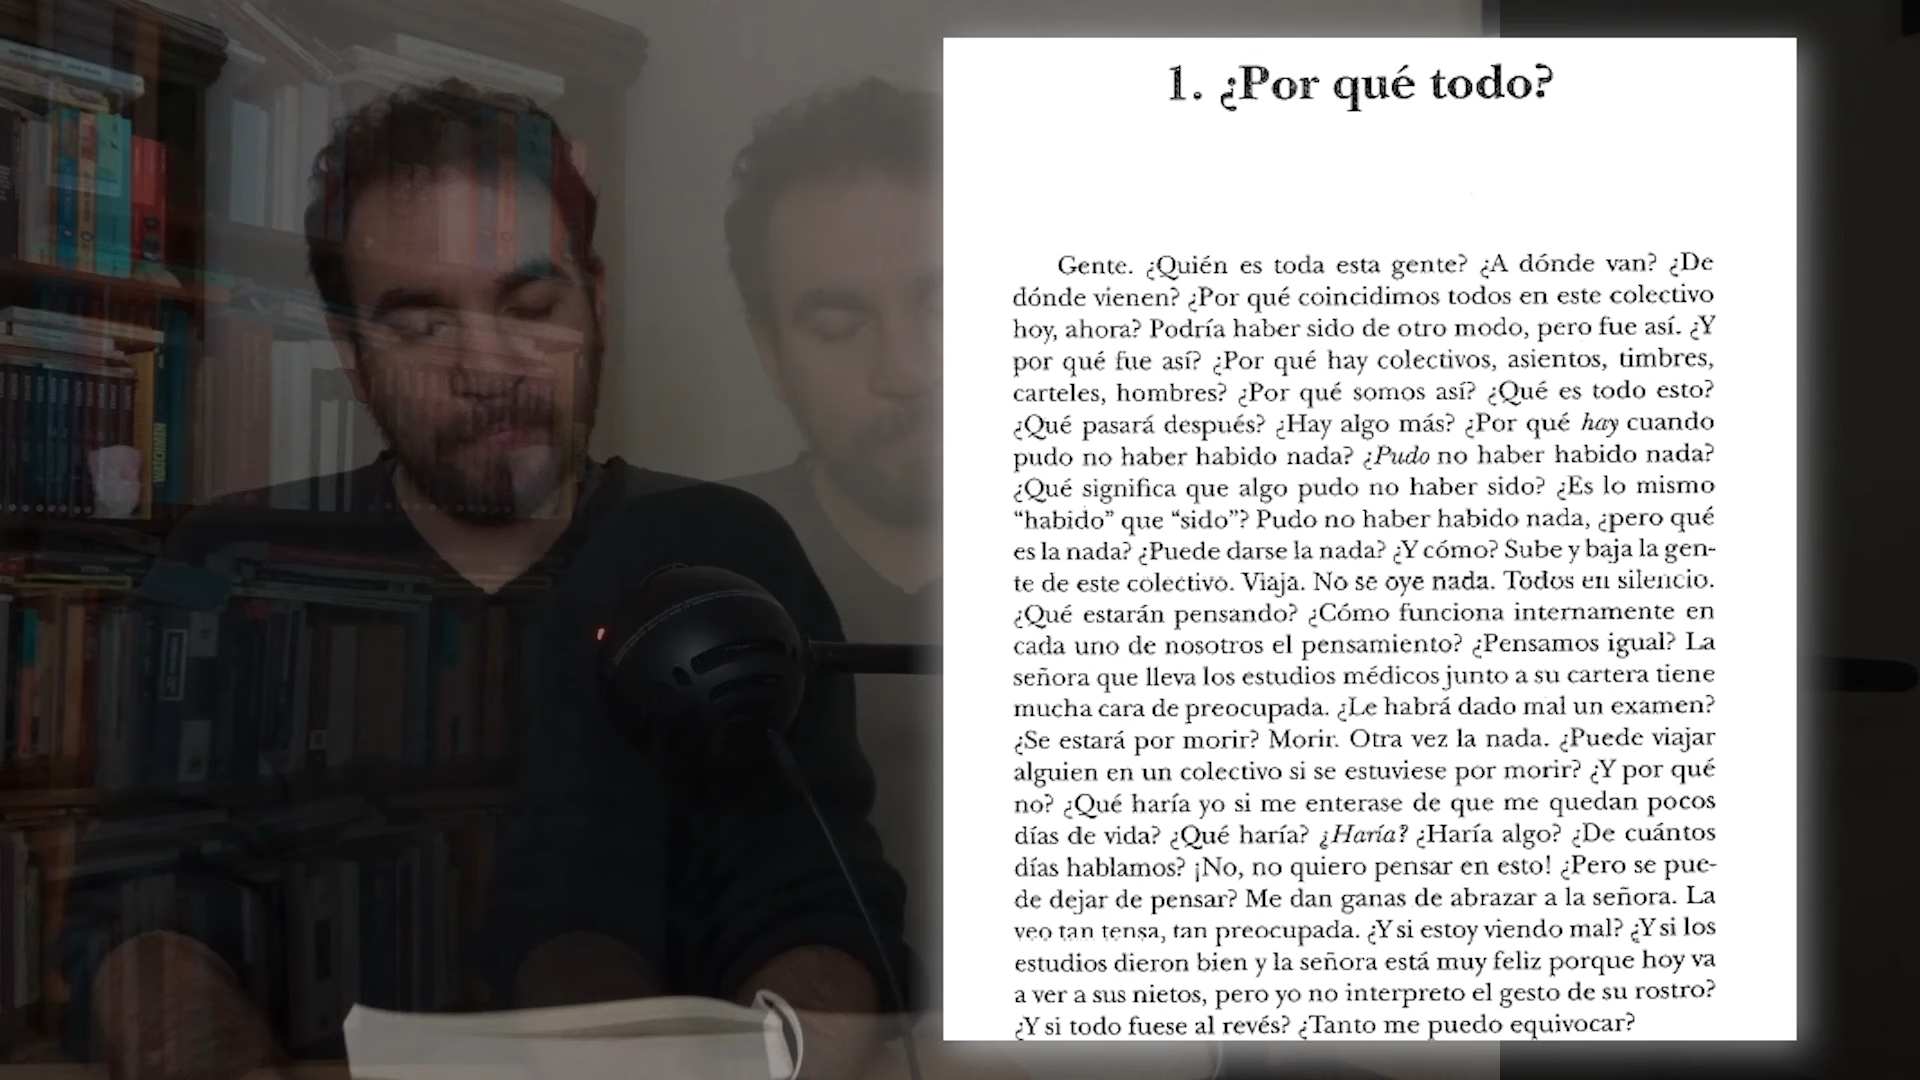 1. ¿Por qué todo?
Gente. ¿Quién es toda esta gente? ¿A dónde van? ¿De
dónde vienen? ¿Por qué coincidimos todos en este colectivo
hoy, ahora? Podría haber sido de otro modo, pero fue así. ¿Y
por qué fue así? ¿Por qué hay colectivos, asientos, timbres,
carteles, hombres? ¿Por qué somos así? ¿Qué es todo esto?
¿Qué pasará después? ¿Hay algo más? ¿Por qué hay cuando
pudo no haber habido nada? ¿Pudo no haber habido nada?
¿Qué significa que algo pudo no haber sido? ¿Es lo mismo
“habido” que “sido”? Pudo no haber habido nada, ¿pero qué
es la nada? ¿Puede darse la nada? ¿Y cómo? Sube y baja la gen-
te de este colectivo. Viaja. No se oye nada. Todos en silencio.
¿Qué estarán pensando? ¿Cómo funciona internamente en
cada uno de nosotros el pensamiento? ¿Pensamos igual? La
señora que lleva los estudios médicos junto a su cartera tiene
mucha cara de preocupada. ¿Le habrá dado mal un examen?
¿Se estará por morir? Morir. Otra vez la nada. ¿Puede viajar
alguien en un colectivo si se estuviese por morir? ¿Y por qué
no? ¿Qué haría yo si me enterase de que me quedan pocos
días de vida? ¿Qué haría? ¿Haría? ¿Haría algo? ¿De cuántos
días hablamos? ¡No, no quiero pensar en esto! ¿Pero se pue-
de dejar de pensar? Me dan ganas de abrazar a la señora. La
veo tan tensa, tan preocupada. ¿Y si estoy viendo mal? ¿Y si los
estudios dieron bien y la señora está muy feliz porque hoy va
a ver a sus nietos, pero yo no interpreto el gesto de su rostro?
¿Y si todo fuese al revés? ¿Tanto me puedo equivocar?
WATCHMEN